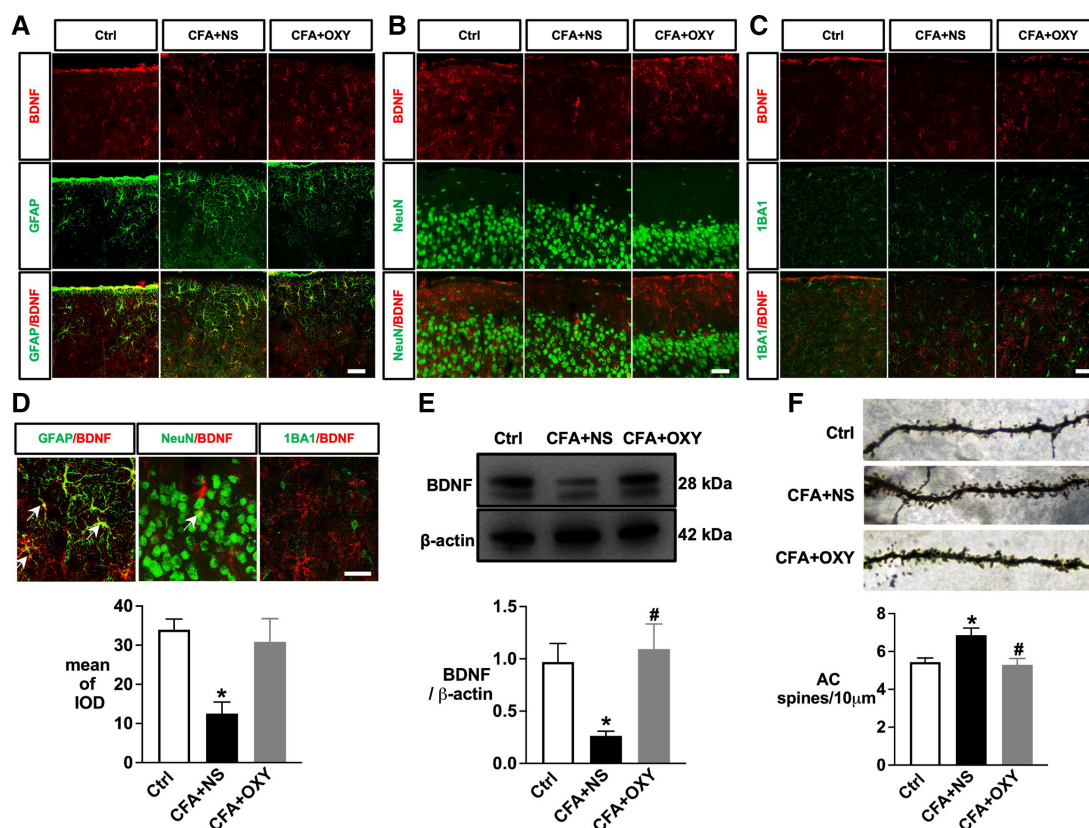 A
Ctrl
CFA+NS
CFA+OXY
BDNF
GFAP
GFAP/BDNF
B
Ctrl
CFA+NS
CFA+OXY
BDNF
NeuN
NeuN/BDNF
C
Ctrl
CFA+NS
CFA+OXY
BDNF
1BA1
1BA1/BDNF
D
GFAP/BDNF
NeuN/BDNF
1BA1/BDNF
mean
of
IOD
40
30
20
10
0
*
Ctrl
CFA+NS
CFA+OXY
E
Ctrl
CFA+NS
CFA+OXY
BDNF
28 kDa
β-actin
42 kDa
BDNF
/ β-actin
1.5
1.0
0.5
0.0
*
#
Ctrl
CFA+NS
CFA+OXY
F
Ctrl
CFA+NS
CFA+OXY
AC
spines/10μm
8
6
4
2
0
*
#
Ctrl
CFA+NS
CFA+OXY